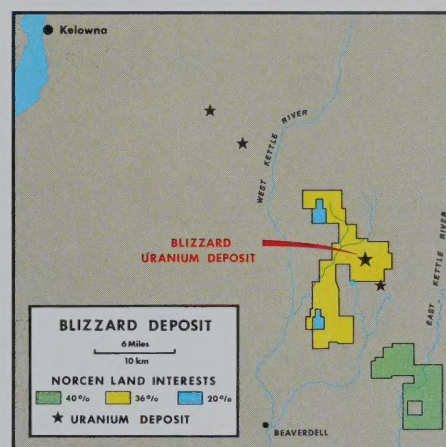 Kelowna
WEST KETTLE RIVER
BLIZZARD
URANIUM DEPOSIT
EAST KETTLE RIVER
BLIZZARD DEPOSIT
6 Miles
10 km
NORCEN LAND INTERESTS
40% 36% 20%
URANIUM DEPOSIT
BEAVERDELL